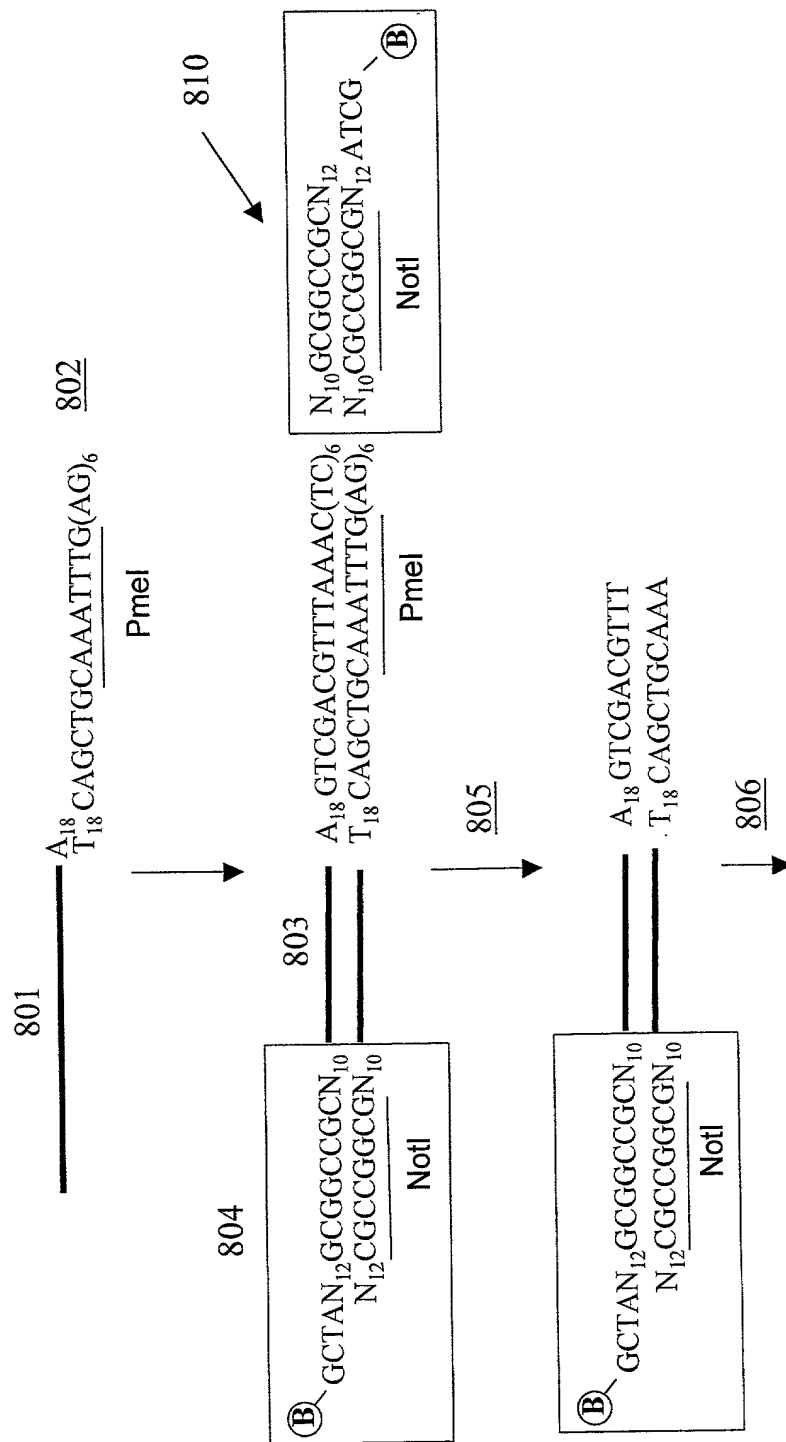 801
A18
T18 CAGCTGCAAATTTG(AG)6
802
PmeI
803
804
B
GCTAN12GCGGCCGCN10
N12CGCCGGCGN10
NotI
A18 GTCGACGTTTAAAC(TC)6
T18 CAGCTGCAAATTTG(AG)6
PmeI
N10GCGGCCGCN12
N10CGCCGGCGN12ATCG
B
NotI
810
805
B
GCTAN12GCGGCCGCN10
N12CGCCGGCGN10
NotI
A18 GTCGACGTTT
T18 CAGCTGCAAA
806